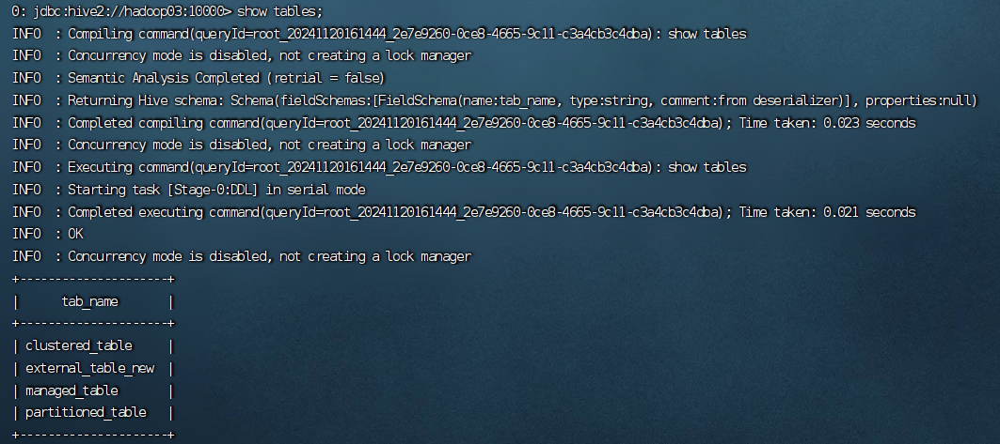 0: jdbc:hive2://hadoop03:10000> show tables;
INFO  : Compiling command(queryId=root_20241120161444_2e7e9260-0ce8-4665-9c11-c3a4cb3c4dba): show tables
INFO  : Concurrency mode is disabled, not creating a lock manager
INFO  : Semantic Analysis Completed (retrial = false)
INFO  : Returning Hive schema: Schema(fieldSchemas:[FieldSchema(name:tab_name, type:string, comment:from deserializer)], properties:null)
INFO  : Completed compiling command(queryId=root_20241120161444_2e7e9260-0ce8-4665-9c11-c3a4cb3c4dba); Time taken: 0.023 seconds
INFO  : Concurrency mode is disabled, not creating a lock manager
INFO  : Executing command(queryId=root_20241120161444_2e7e9260-0ce8-4665-9c11-c3a4cb3c4dba): show tables
INFO  : Starting task [Stage-0:DDL] in serial mode
INFO  : Completed executing command(queryId=root_20241120161444_2e7e9260-0ce8-4665-9c11-c3a4cb3c4dba); Time taken: 0.021 seconds
INFO  : OK
INFO  : Concurrency mode is disabled, not creating a lock manager
+---------------------+
|      tab_name       |
+---------------------+
| clustered_table     |
| external_table_new  |
| managed_table       |
| partitioned_table   |
+---------------------+